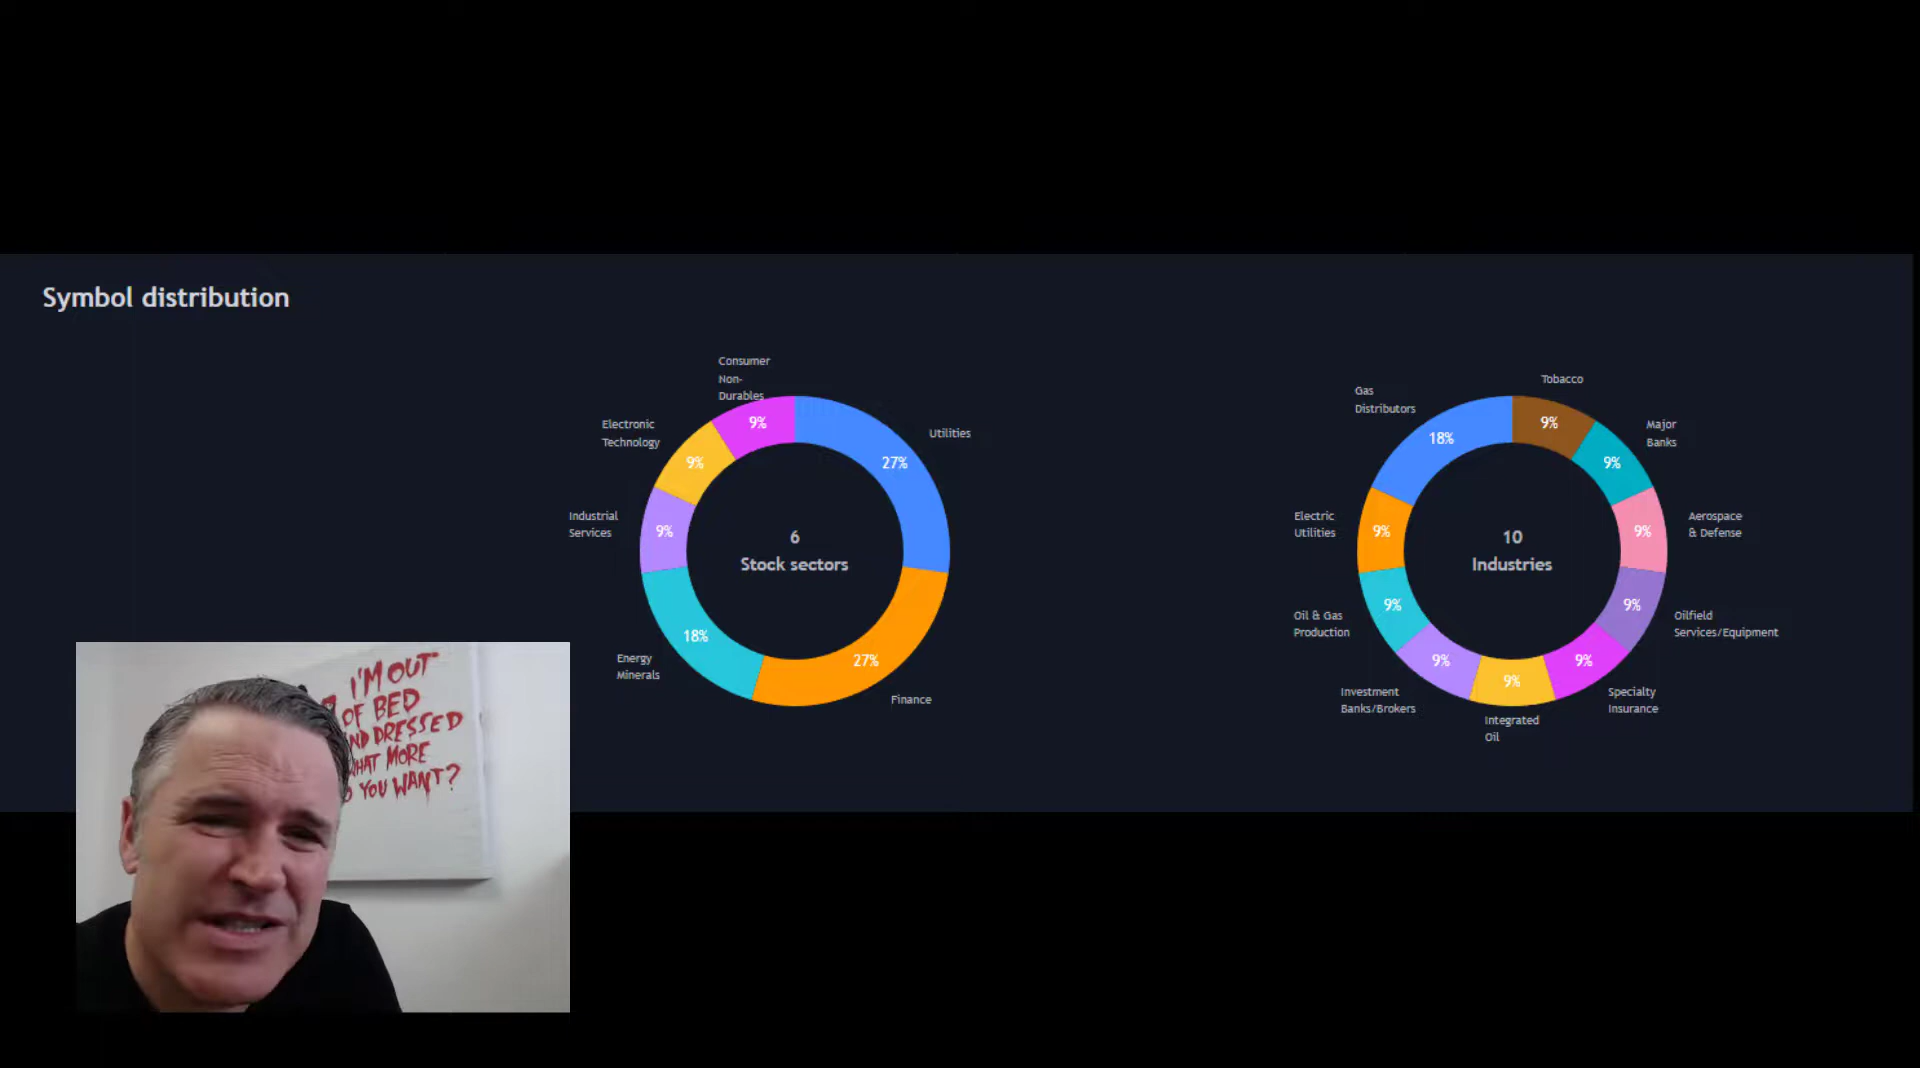 Symbol distribution
Consumer
Non-
Durables
9%
Electronic
Technology
9%
Utilities
27%
Industrial
Services
9%
6
Stock sectors
Energy
Minerals
18%
27%
Finance
Gas
Distributors
18%
Tobacco
9%
Major
Banks
9%
Electric
Utilities
9%
10
Industries
Aerospace
& Defense
9%
Oil & Gas
Production
9%
Oilfield
Services/Equipment
9%
Investment
Banks/Brokers
9%
Integrated
Oil
9%
Specialty
Insurance
9%
I'M OUT
OF BED
ND DRESSED
HAT MORE
O YOU WANT?